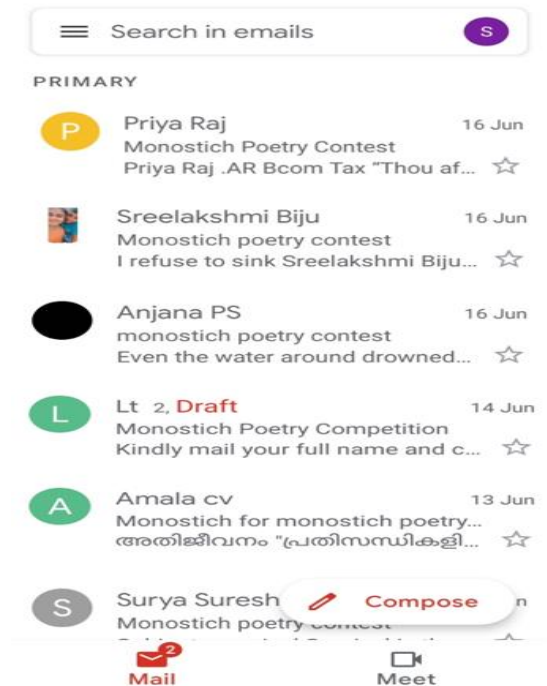 Search in emails
S
PRIMARY
P
Priya Raj 16 Jun
Monostich Poetry Contest
Priya Raj .AR Bcom Tax "Thou af...
Sreelakshmi Biju 16 Jun
Monostich poetry contest
I refuse to sink Sreelakshmi Biju...
Anjana PS 16 Jun
monostich poetry contest
Even the water around drowned...
L
Lt 2, Draft 14 Jun
Monostich Poetry Competition
Kindly mail your full name and c...
A
Amala cv 13 Jun
Monostich for monostich poetry...
അതിജീവനം "പ്രതിസന്ധികളി...
S
Surya Suresh
Compose
n
Monostich poetry contest
2
Mail Meet